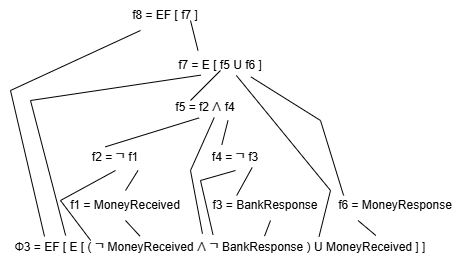 f8 = EF [ f7 ]
f7 = E [ f5 U f6 ]
f5 = f2 ∧ f4
f2 = ¬ f1 f4 = ¬ f3
f1 = MoneyReceived f3 = BankResponse f6 = MoneyResponse
Φ3 = EF [ E [ ( ¬ MoneyReceived ∧ ¬ BankResponse ) U MoneyReceived ] ]